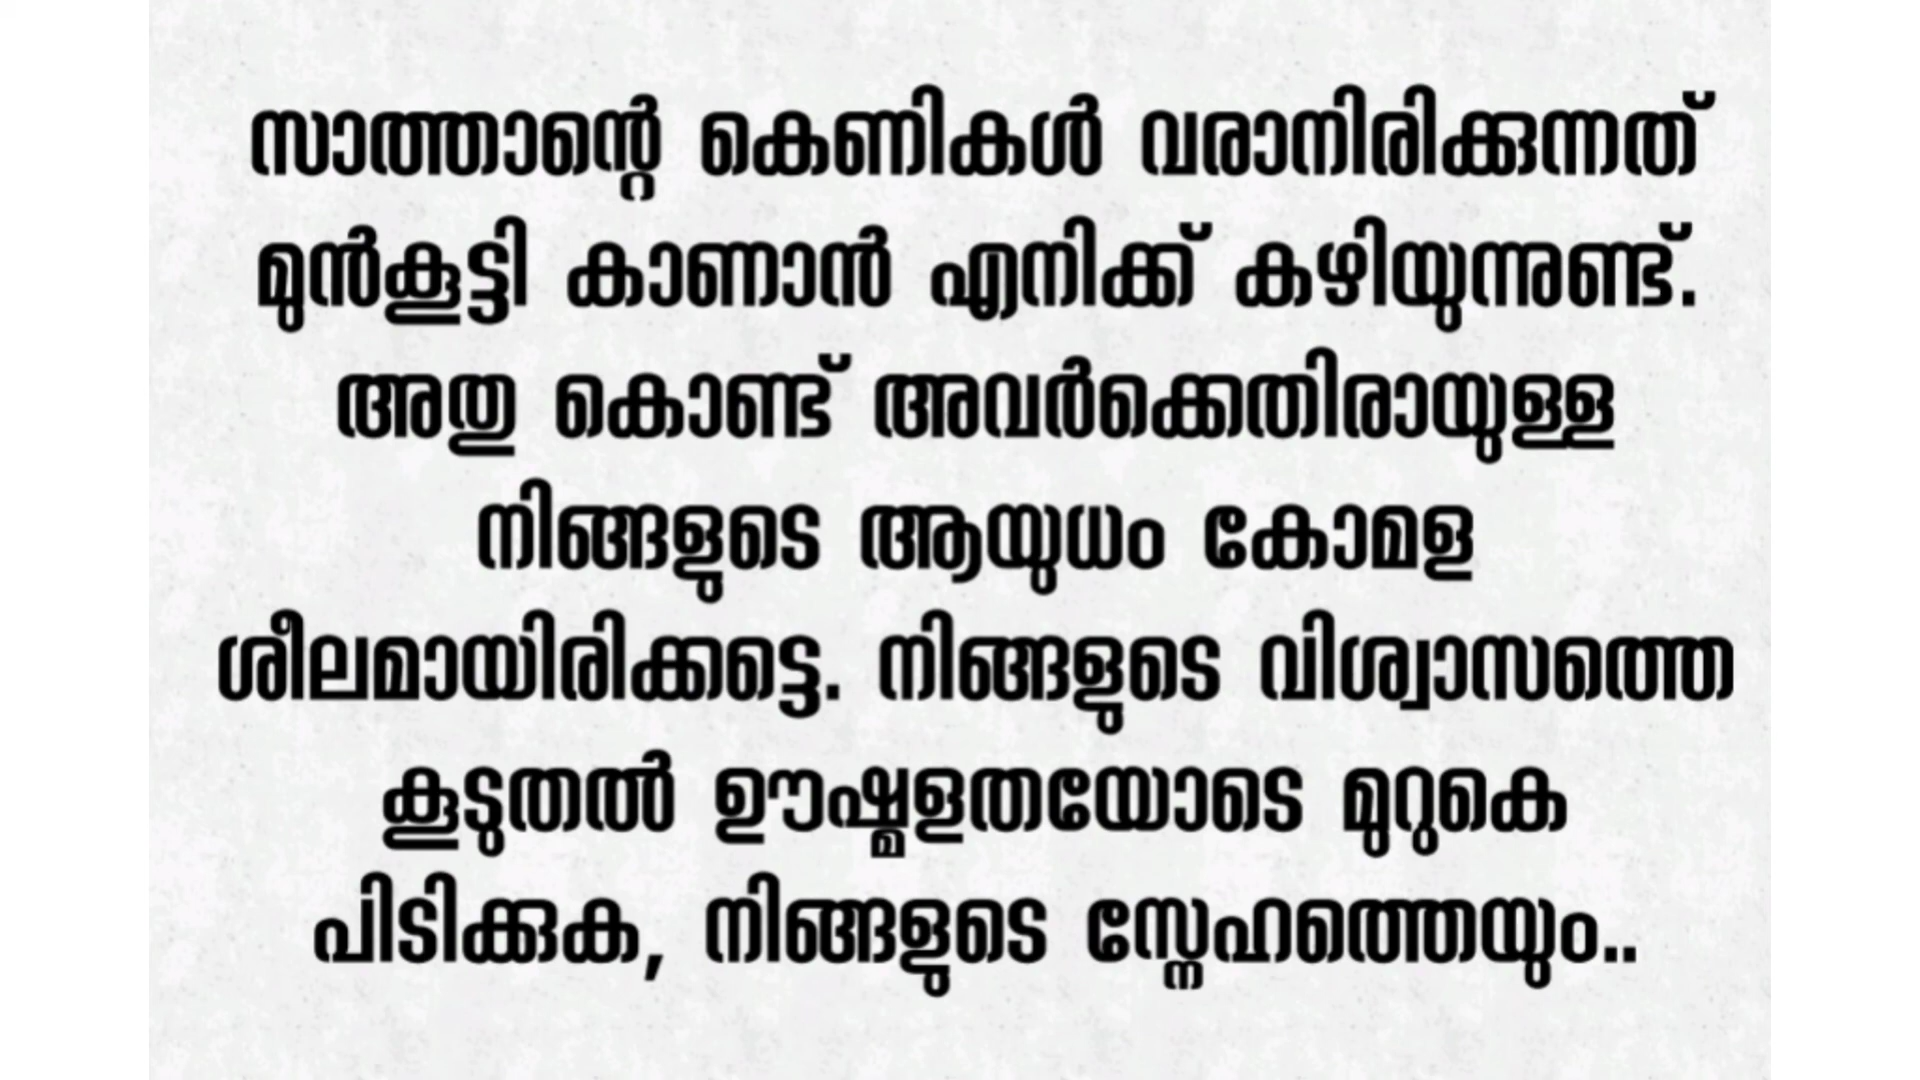 സാത്താന്റെ കെണികൾ വരാനിരിക്കുന്നത്
മുൻകൂട്ടി കാണാൻ എനിക്ക് കഴിയുന്നുണ്ട്.
അതു കൊണ്ട് അവർക്കെതിരായുള്ള
നിങ്ങളുടെ ആയുധം കോമള
ശീലമായിരിക്കട്ടെ. നിങ്ങളുടെ വിശ്വാസത്തെ
കൂടുതൽ ഊഷ്മളതയോടെ മുറുകെ
പിടിക്കുക, നിങ്ങളുടെ സ്നേഹത്തെയും..